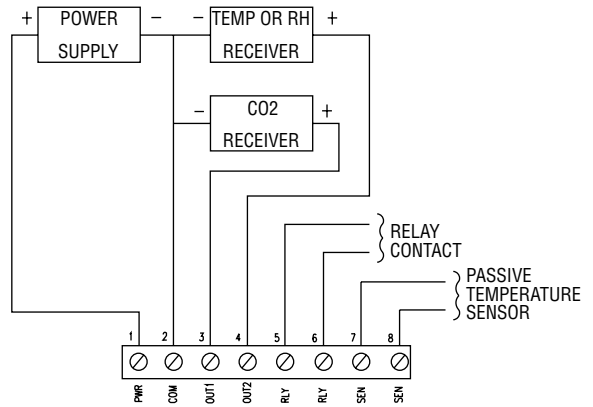 + POWER SUPPLY −
− TEMP OR RH RECEIVER +
− CO2 RECEIVER +
RELAY
CONTACT
PASSIVE
TEMPERATURE
SENSOR
1 2 3 4 5 6 7 8
PWR COM OUT1 OUT2 RLY RLY SEN SEN